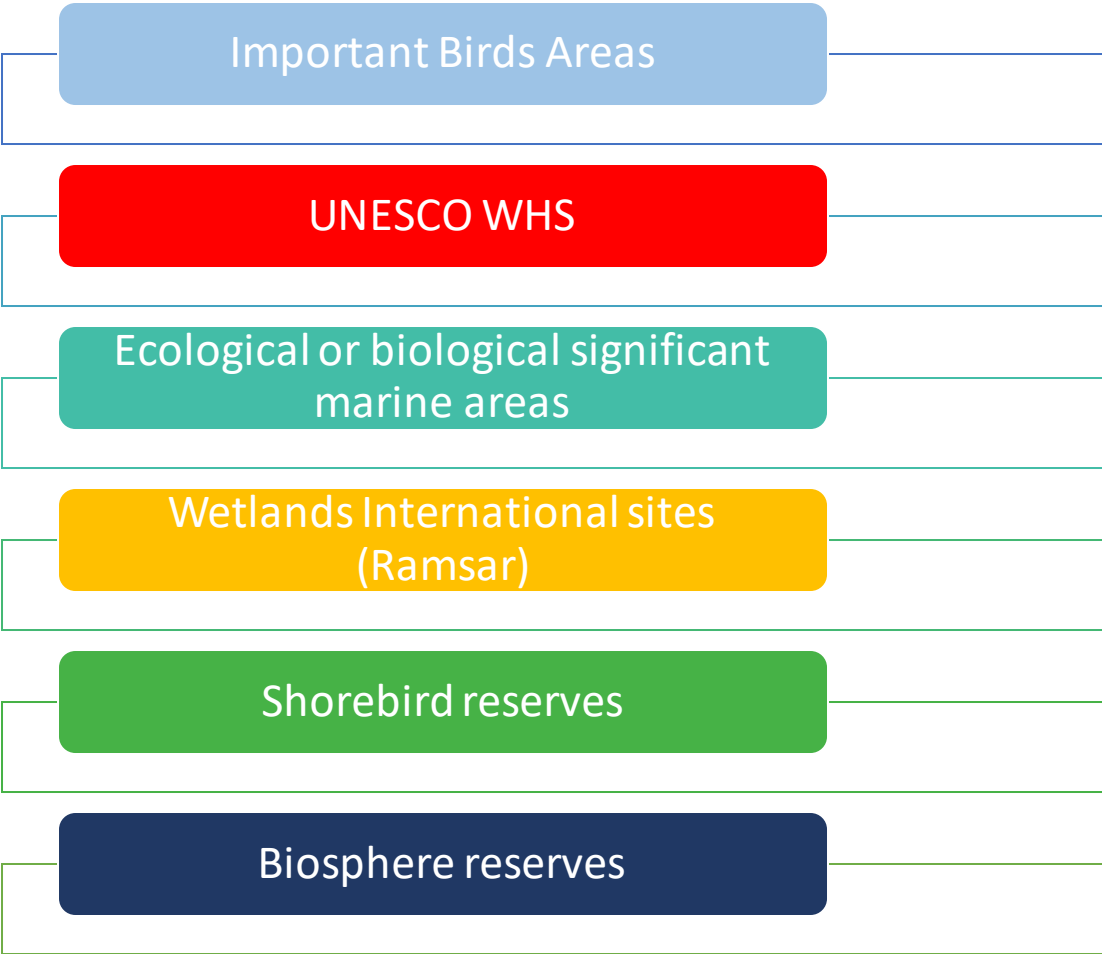 Important Birds Areas
UNESCO WHS
Ecological or biological significant
marine areas
Wetlands International sites
(Ramsar)
Shorebird reserves
Biosphere reserves